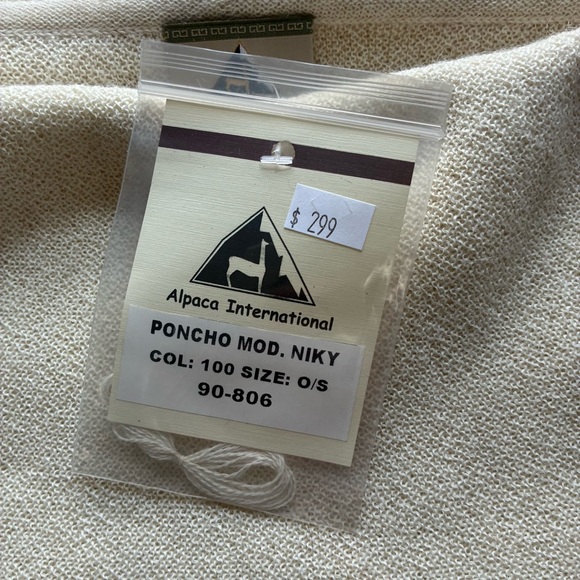 $ 299
Alpaca International
PONCHO MOD. NIKY
COL: 100 SIZE: O/S
90-806